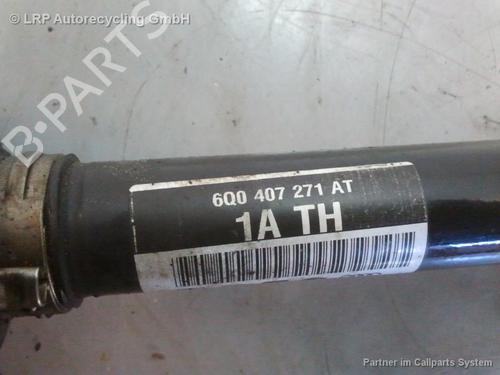 © LRP Autorecycling GmbH
B-PARTS
6Q0 407 271 AT
1A TH
Partner im Callparts System